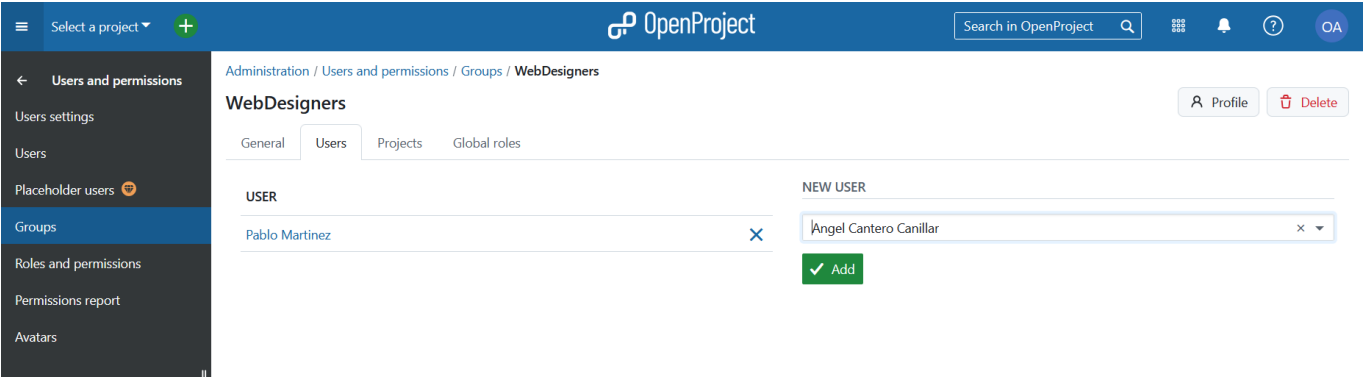 Select a project
OpenProject
Search in OpenProject
OA
Users and permissions
Users settings
Users
Placeholder users
Groups
Roles and permissions
Permissions report
Avatars
Administration / Users and permissions / Groups / WebDesigners
WebDesigners
Profile
Delete
General Users Projects Global roles
USER
Pablo Martinez
NEW USER
Angel Cantero Canillar
Add